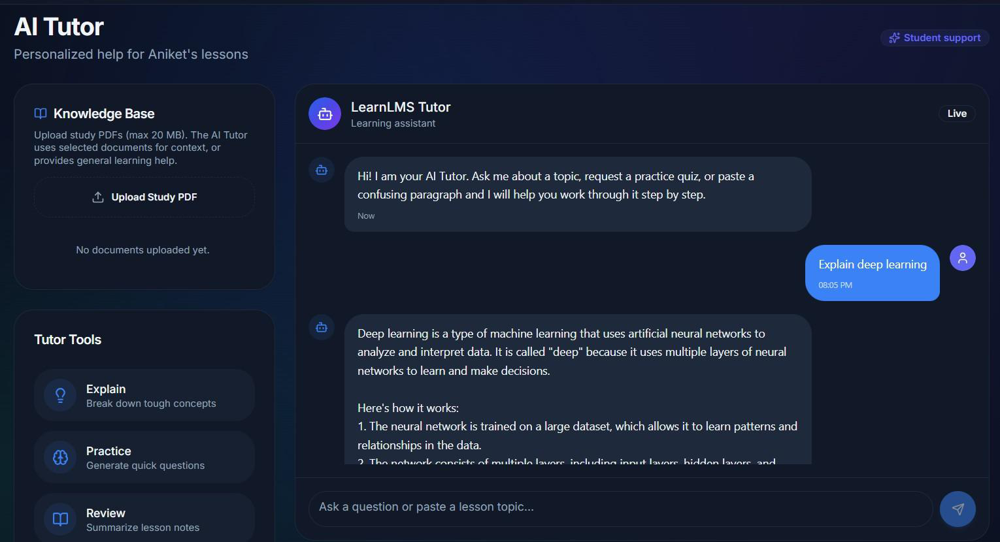 AI Tutor
Personalized help for Aniket's lessons
Student support
Knowledge Base
Upload study PDFs (max 20 MB). The AI Tutor
uses selected documents for context, or
provides general learning help.
Upload Study PDF
No documents uploaded yet.
Tutor Tools
Explain
Break down tough concepts
Practice
Generate quick questions
Review
Summarize lesson notes
LearnLMS Tutor
Learning assistant
Live
Hi! I am your AI Tutor. Ask me about a topic, request a practice quiz, or paste a
confusing paragraph and I will help you work through it step by step.
Now
Explain deep learning
08:05 PM
Deep learning is a type of machine learning that uses artificial neural networks to
analyze and interpret data. It is called "deep" because it uses multiple layers of neural
networks to learn and make decisions.
Here's how it works:
1. The neural network is trained on a large dataset, which allows it to learn patterns and
relationships in the data.
2. The network consists of multiple layers, including input layers, hidden layers, and
Ask a question or paste a lesson topic...